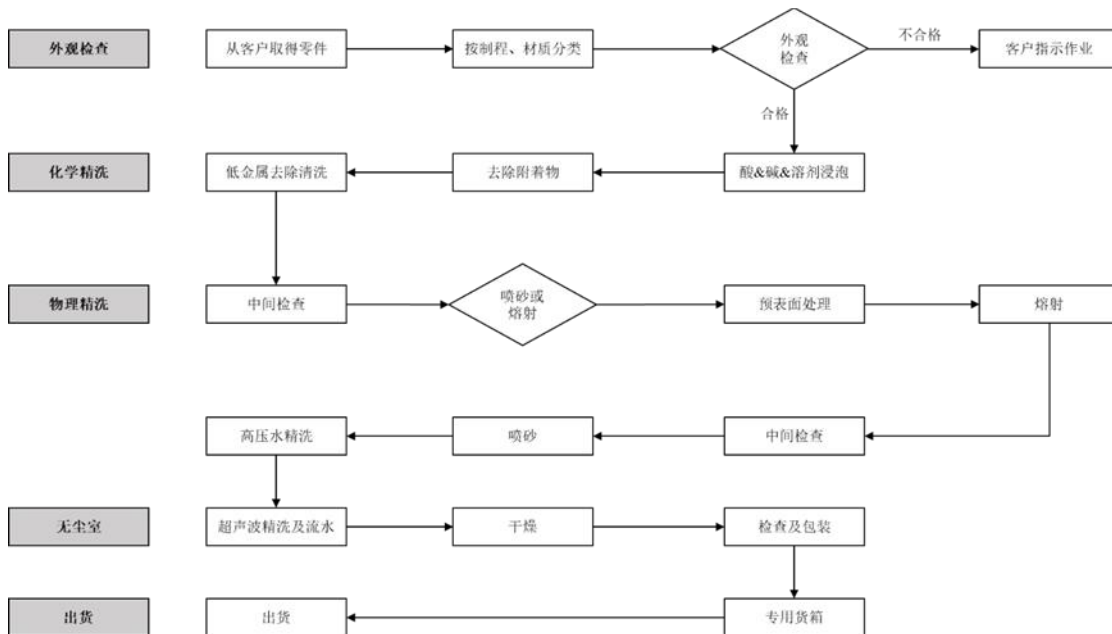 外观检查
从客户取得零件
按制程、材质分类
外观
检查
不合格
客户指示作业
合格
化学精洗
低金属去除清洗
去除附着物
酸&碱&溶剂浸泡
物理精洗
中间检查
喷砂或
熔射
预表面处理
熔射
高压水精洗
喷砂
中间检查
无尘室
超声波精洗及流水
干燥
检查及包装
出货
出货
专用货箱